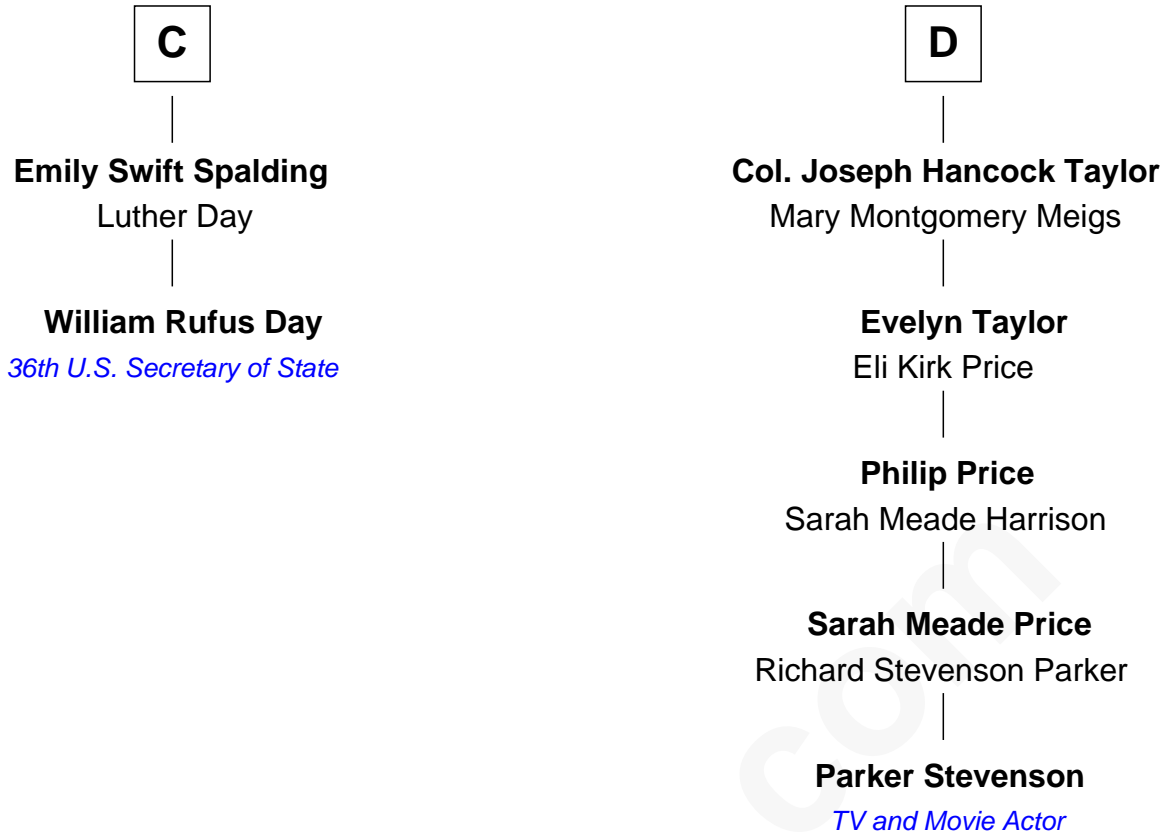 C
Emily Swift Spalding
Luther Day
William Rufus Day
36th U.S. Secretary of State
D
Col. Joseph Hancock Taylor
Mary Montgomery Meigs
Evelyn Taylor
Eli Kirk Price
Philip Price
Sarah Meade Harrison
Sarah Meade Price
Richard Stevenson Parker
Parker Stevenson
TV and Movie Actor
com